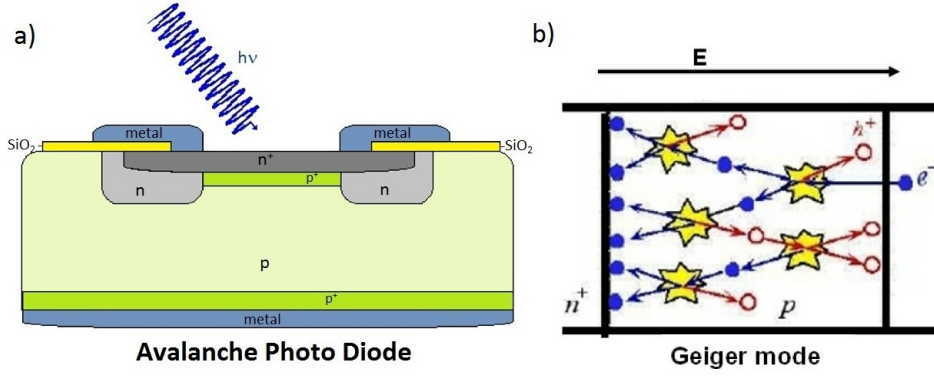 a)
hν
metal
metal
SiO₂
SiO₂
n⁺
p⁺
n
n
p
p⁺
metal
Avalanche Photo Diode
b)
E
h⁺
e⁻
n⁺
p
Geiger mode